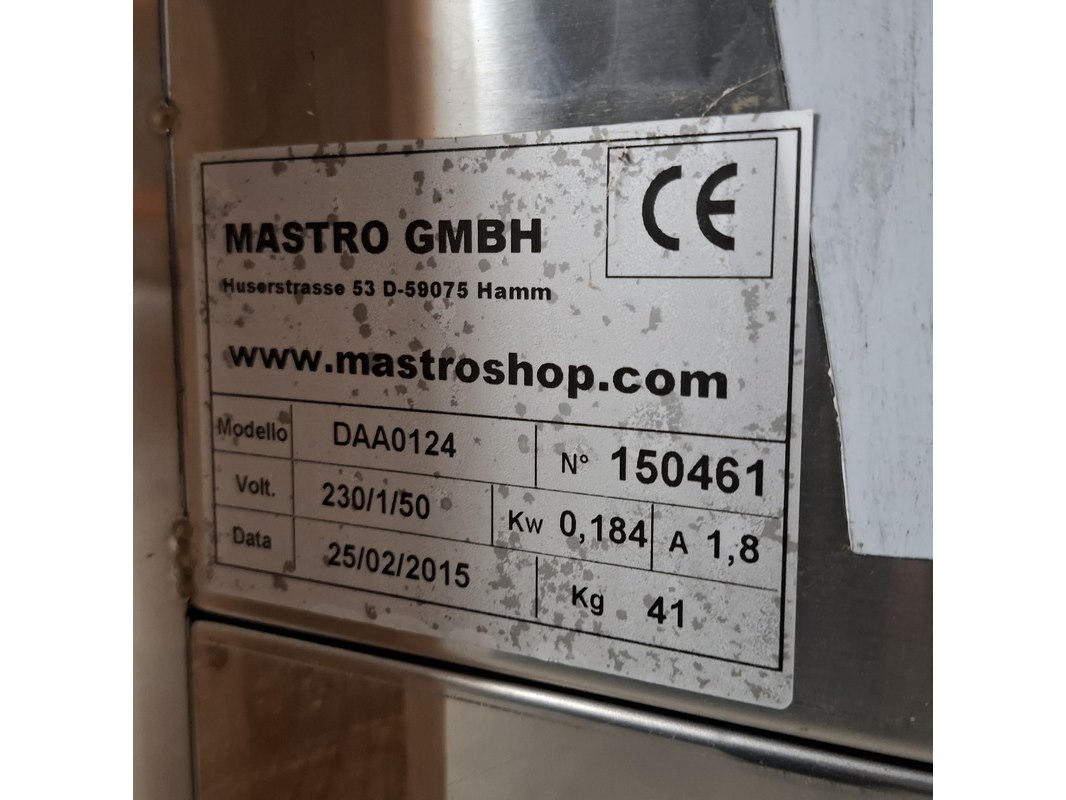 CE
MASTRO GMBH
Huserstrasse 53 D-59075 Hamm
www.mastroshop.com
Modello DAA0124 N° 150461
Volt. 230/1/50 Kw 0,184 A 1,8
Data 25/02/2015 Kg 41